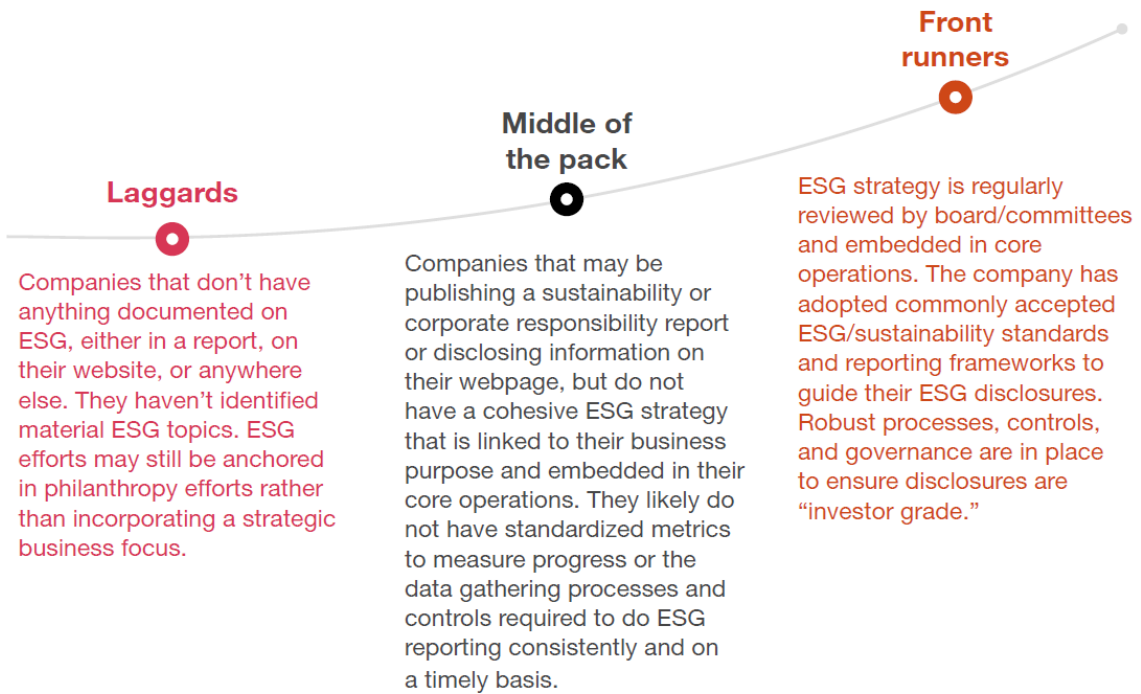 Laggards
Companies that don’t have
anything documented on
ESG, either in a report, on
their website, or anywhere
else. They haven’t identified
material ESG topics. ESG
efforts may still be anchored
in philanthropy efforts rather
than incorporating a strategic
business focus.
Middle of
the pack
Companies that may be
publishing a sustainability or
corporate responsibility report
or disclosing information on
their webpage, but do not
have a cohesive ESG strategy
that is linked to their business
purpose and embedded in their
core operations. They likely do
not have standardized metrics
to measure progress or the
data gathering processes and
controls required to do ESG
reporting consistently and on
a timely basis.
Front
runners
ESG strategy is regularly
reviewed by board/committees
and embedded in core
operations. The company has
adopted commonly accepted
ESG/sustainability standards
and reporting frameworks to
guide their ESG disclosures.
Robust processes, controls,
and governance are in place
to ensure disclosures are
“investor grade.”